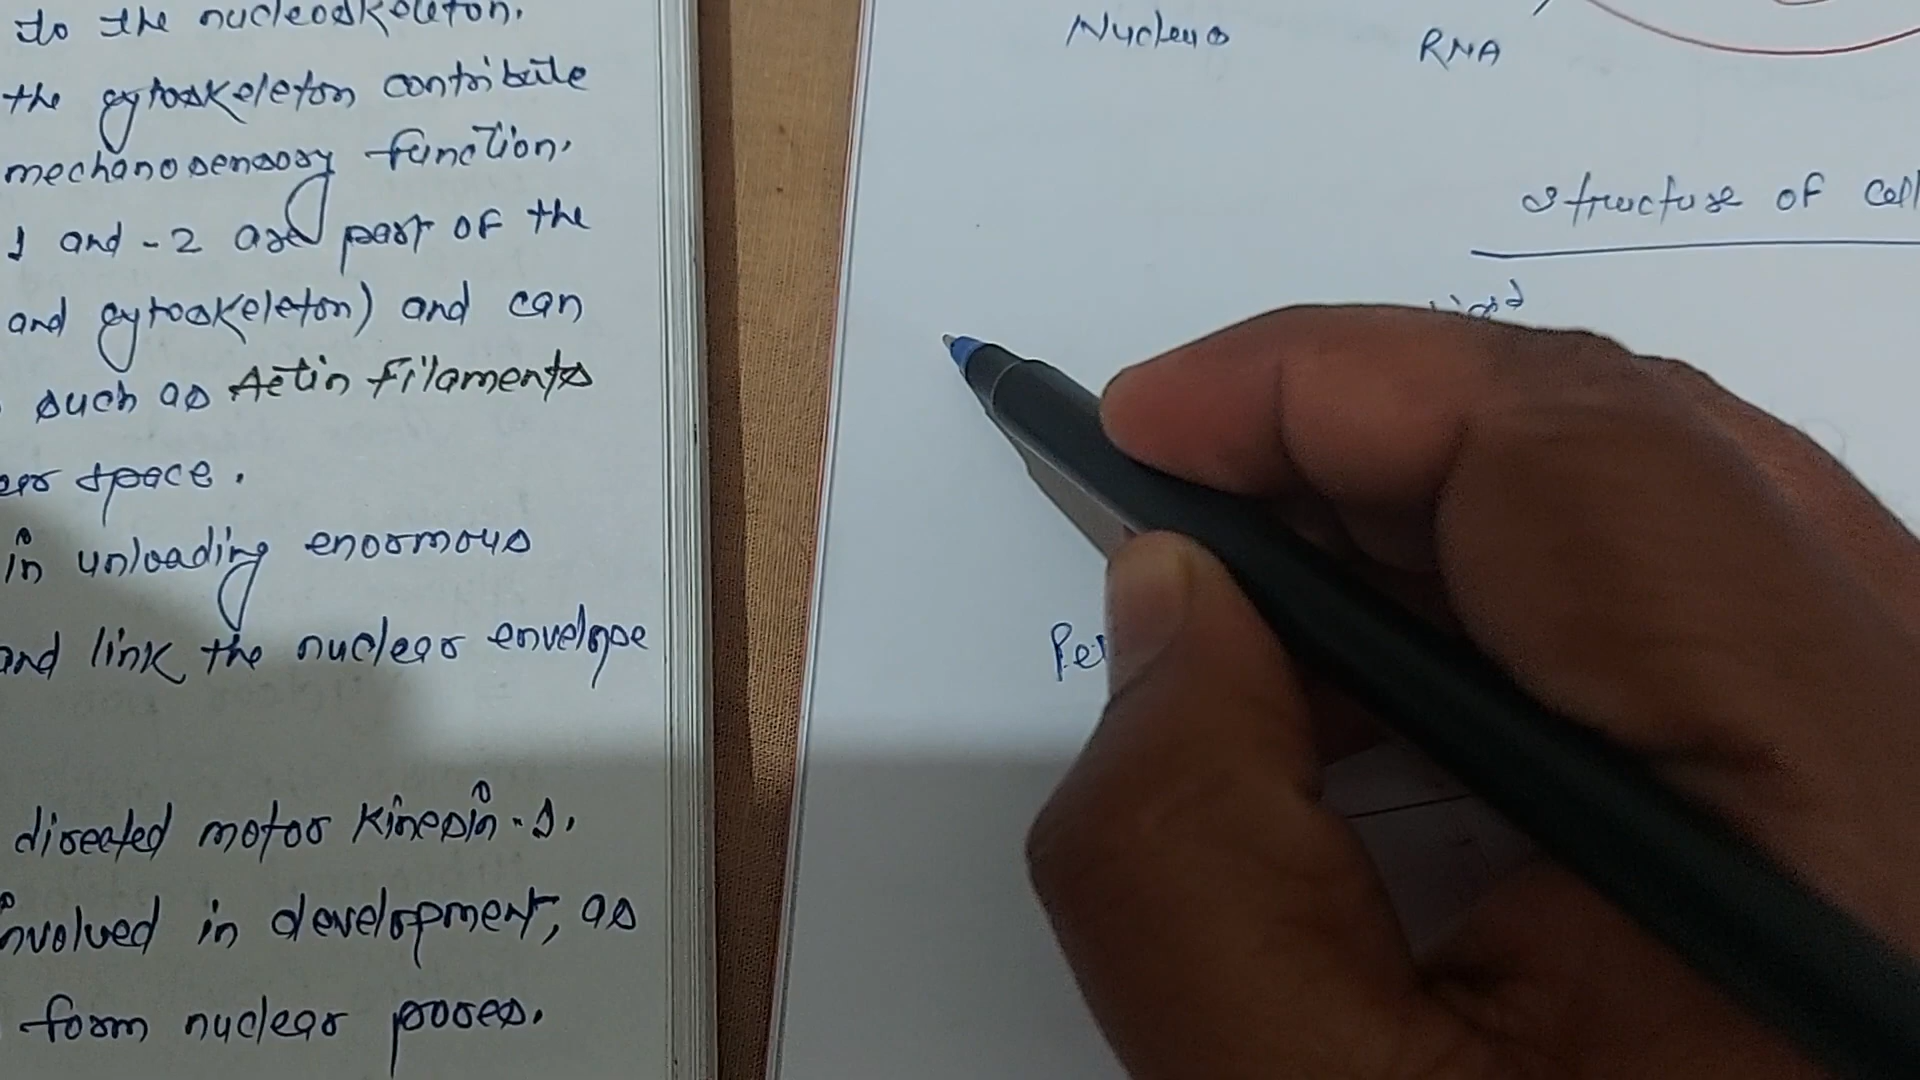 to the nucleoskeleton.
the cytoskeleton contribute
mechanosensory function.
1 and -2 are part of the
and cytoskeleton) and can
such as Actin filaments
space.
in unloading enormous
and link the nuclear envelope
directed motor Kinesin-1.
involved in development, as
form nuclear pores.
Nucleus
RNA
Structure of cell